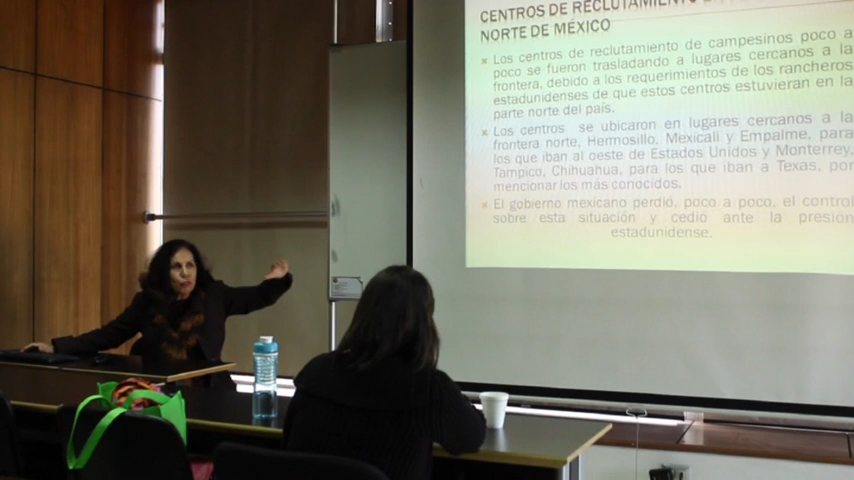 CENTROS DE RECLUTAMIENTO
NORTE DE MÉXICO
Los centros de reclutamiento de campesinos poco a
poco se fueron trasladando a lugares cercanos a la
frontera, debido a los requerimientos de los rancheros
estadunidenses de que estos centros estuvieran en la
parte norte del país.
Los centros se ubicaron en lugares cercanos a la
frontera norte, Hermosillo, Mexicali y Empalme, para
los que iban al oeste de Estados Unidos y Monterrey,
Tampico, Chihuahua, para los que iban a Texas, por
mencionar los más conocidos.
El gobierno mexicano perdió, poco a poco, el control
sobre esta situación y cedió ante la presión
estadunidense.